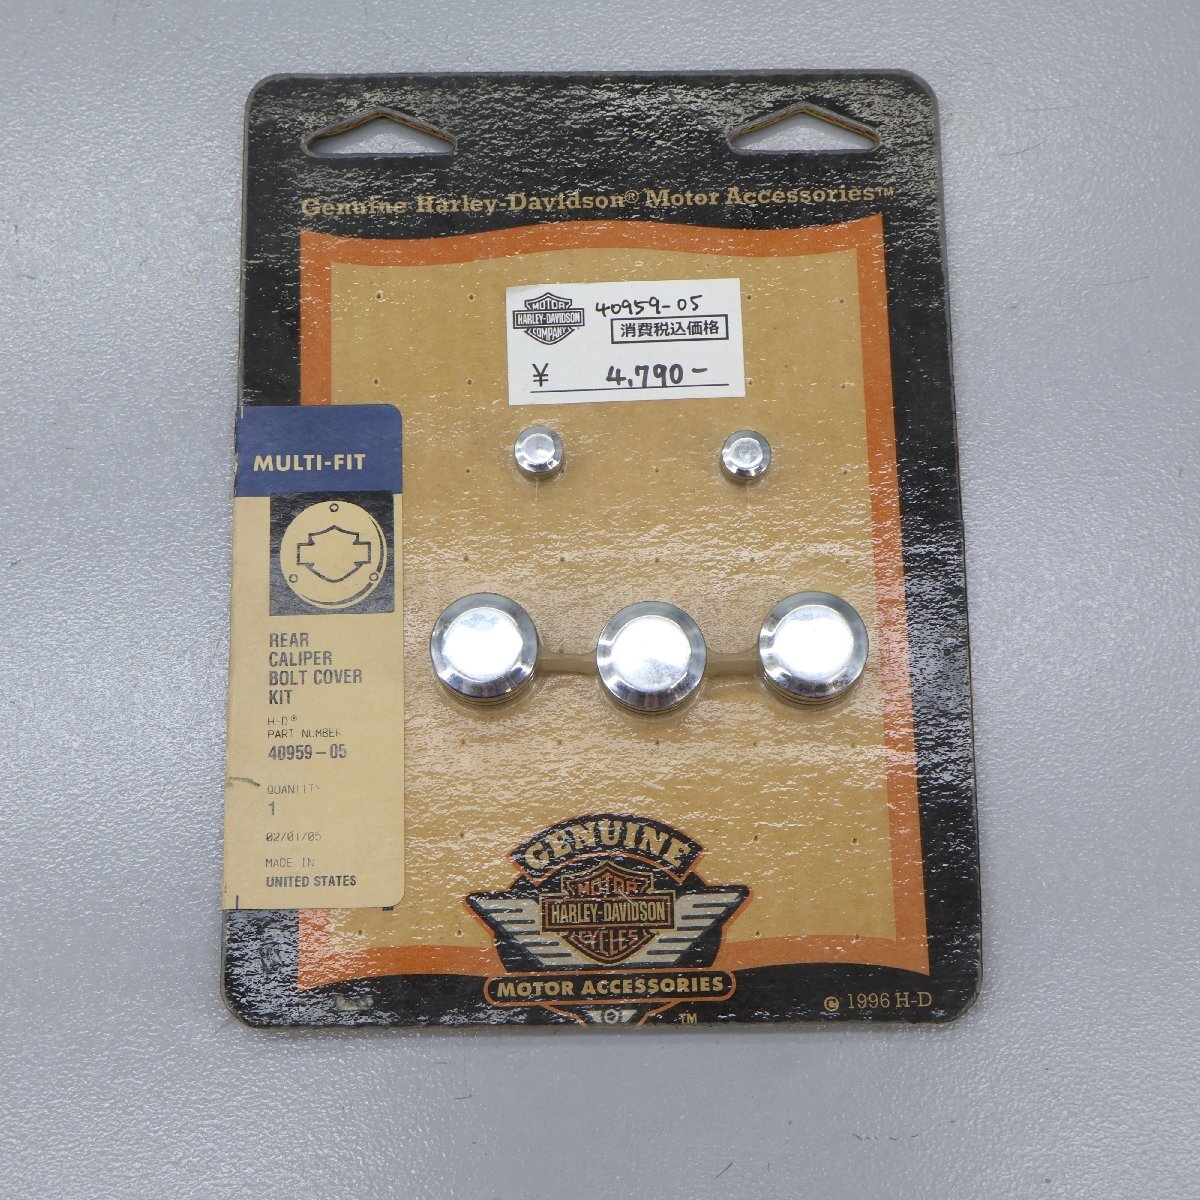 Genuine Harley-Davidson® Motor Accessories™
MOTOR
HARLEY-DAVIDSON
COMPANY
40959-05
消費税込価格
¥ 4,790-
MULTI-FIT
REAR
CALIPER
BOLT COVER
KIT
H-D®
PART NUMBER
40959-05
QUANTITY
1
02/01/05
MADE IN
UNITED STATES
GENUINE
MOTOR
HARLEY-DAVIDSON
CYCLES
MOTOR ACCESSORIES
TM
© 1996 H-D